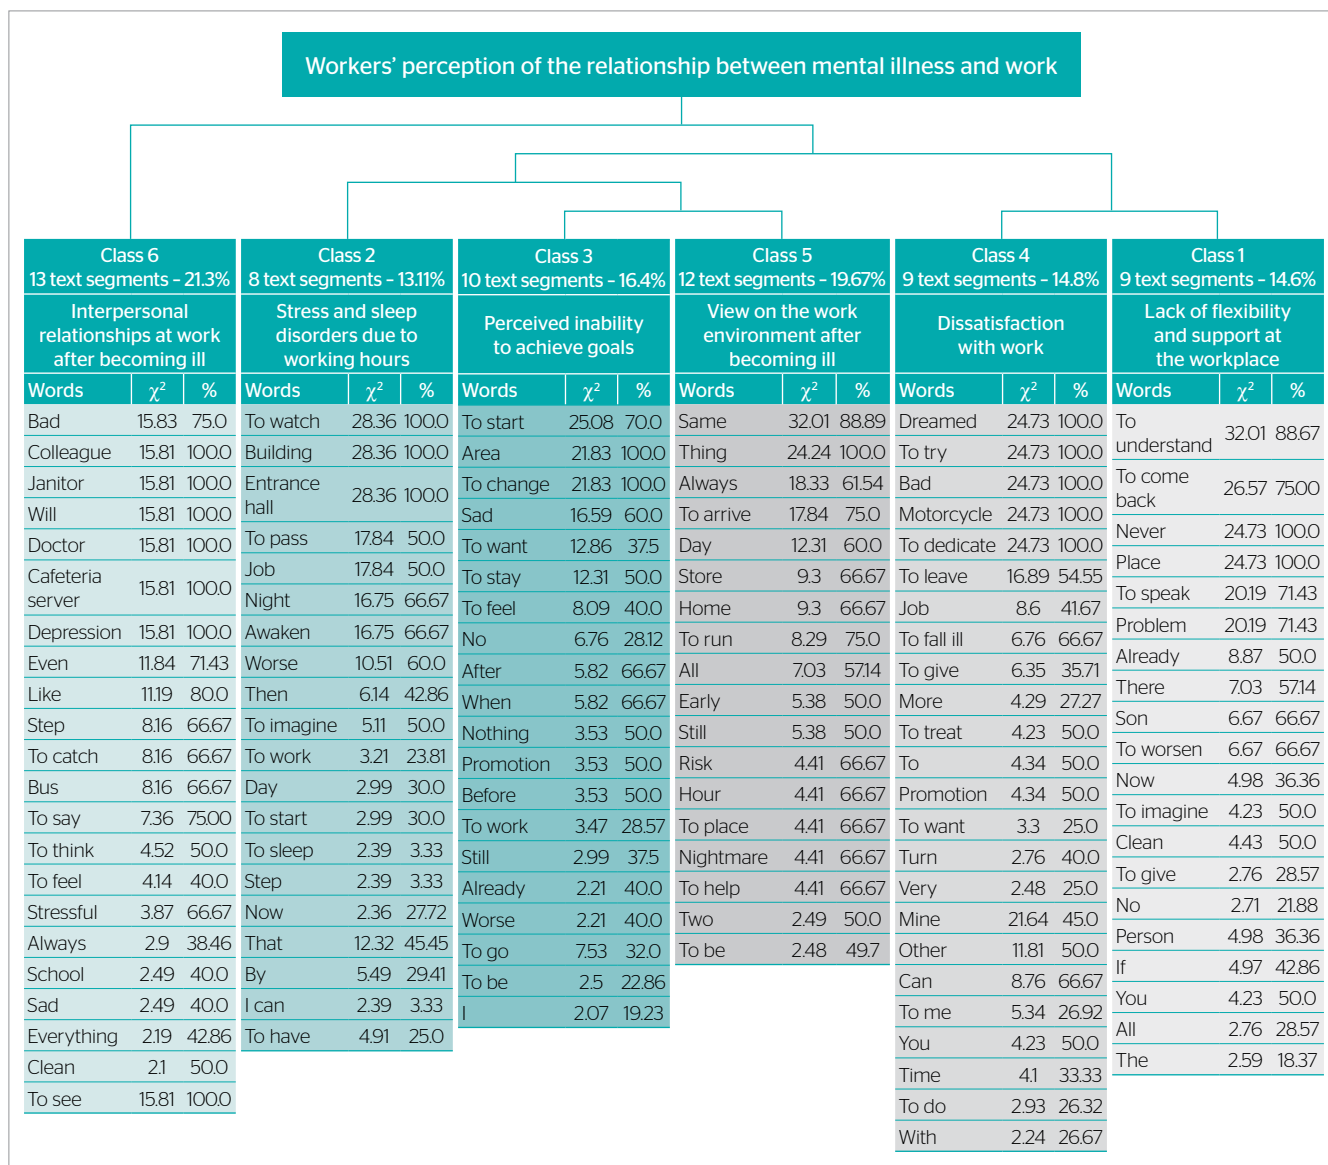 Workers' perception of the relationship between mental illness and work
Class 6
13 text segments - 21.3%
Interpersonal
relationships at work
after becoming ill
Words χ² %
Bad 15.83 75.0
Colleague 15.81 100.0
Janitor 15.81 100.0
Will 15.81 100.0
Doctor 15.81 100.0
Cafeteria
server 15.81 100.0
Depression 15.81 100.0
Even 11.84 71.43
Like 11.19 80.0
Step 8.16 66.67
To catch 8.16 66.67
Bus 8.16 66.67
To say 7.36 75.00
To think 4.52 50.0
To feel 4.14 40.0
Stressful 3.87 66.67
Always 2.9 38.46
School 2.49 40.0
Sad 2.49 40.0
Everything 2.19 42.86
Clean 2.1 50.0
To see 15.81 100.0
Class 2
8 text segments - 13.11%
Stress and sleep
disorders due to
working hours
Words χ² %
To watch 28.36 100.0
Building 28.36 100.0
Entrance
hall 28.36 100.0
To pass 17.84 50.0
Job 17.84 50.0
Night 16.75 66.67
Awaken 16.75 66.67
Worse 10.51 60.0
Then 6.14 42.86
To imagine 5.11 50.0
To work 3.21 23.81
Day 2.99 30.0
To start 2.99 30.0
To sleep 2.39 3.33
Step 2.39 3.33
Now 2.36 27.72
That 12.32 45.45
By 5.49 29.41
I can 2.39 3.33
To have 4.91 25.0
Class 3
10 text segments - 16.4%
Perceived inability
to achieve goals
Words χ² %
To start 25.08 70.0
Area 21.83 100.0
To change 21.83 100.0
Sad 16.59 60.0
To want 12.86 37.5
To stay 12.31 50.0
To feel 8.09 40.0
No 6.76 28.12
After 5.82 66.67
When 5.82 66.67
Nothing 3.53 50.0
Promotion 3.53 50.0
Before 3.53 50.0
To work 3.47 28.57
Still 2.99 37.5
Already 2.21 40.0
Worse 2.21 40.0
To go 7.53 32.0
To be 2.5 22.86
I 2.07 19.23
Class 5
12 text segments - 19.67%
View on the work
environment after
becoming ill
Words χ² %
Same 32.01 88.89
Thing 24.24 100.0
Always 18.33 61.54
To arrive 17.84 75.0
Day 12.31 60.0
Store 9.3 66.67
Home 9.3 66.67
To run 8.29 75.0
All 7.03 57.14
Early 5.38 50.0
Still 5.38 50.0
Risk 4.41 66.67
Hour 4.41 66.67
To place 4.41 66.67
Nightmare 4.41 66.67
To help 4.41 66.67
Two 2.49 50.0
To be 2.48 49.7
Class 4
9 text segments - 14.8%
Dissatisfaction
with work
Words χ² %
Dreamed 24.73 100.0
To try 24.73 100.0
Bad 24.73 100.0
Motorcycle 24.73 100.0
To dedicate 24.73 100.0
To leave 16.89 54.55
Job 8.6 41.67
To fall ill 6.76 66.67
To give 6.35 35.71
More 4.29 27.27
To treat 4.23 50.0
To 4.34 50.0
Promotion 4.34 50.0
To want 3.3 25.0
Turn 2.76 40.0
Very 2.48 25.0
Mine 21.64 45.0
Other 11.81 50.0
Can 8.76 66.67
To me 5.34 26.92
You 4.23 50.0
Time 4.1 33.33
To do 2.93 26.32
With 2.24 26.67
Class 1
9 text segments - 14.6%
Lack of flexibility
and support at
the workplace
Words χ² %
To
understand 32.01 88.67
To come
back 26.57 75.00
Never 24.73 100.0
Place 24.73 100.0
To speak 20.19 71.43
Problem 20.19 71.43
Already 8.87 50.0
There 7.03 57.14
Son 6.67 66.67
To worsen 6.67 66.67
Now 4.98 36.36
To imagine 4.23 50.0
Clean 4.43 50.0
To give 2.76 28.57
No 2.71 21.88
Person 4.98 36.36
If 4.97 42.86
You 4.23 50.0
All 2.76 28.57
The 2.59 18.37